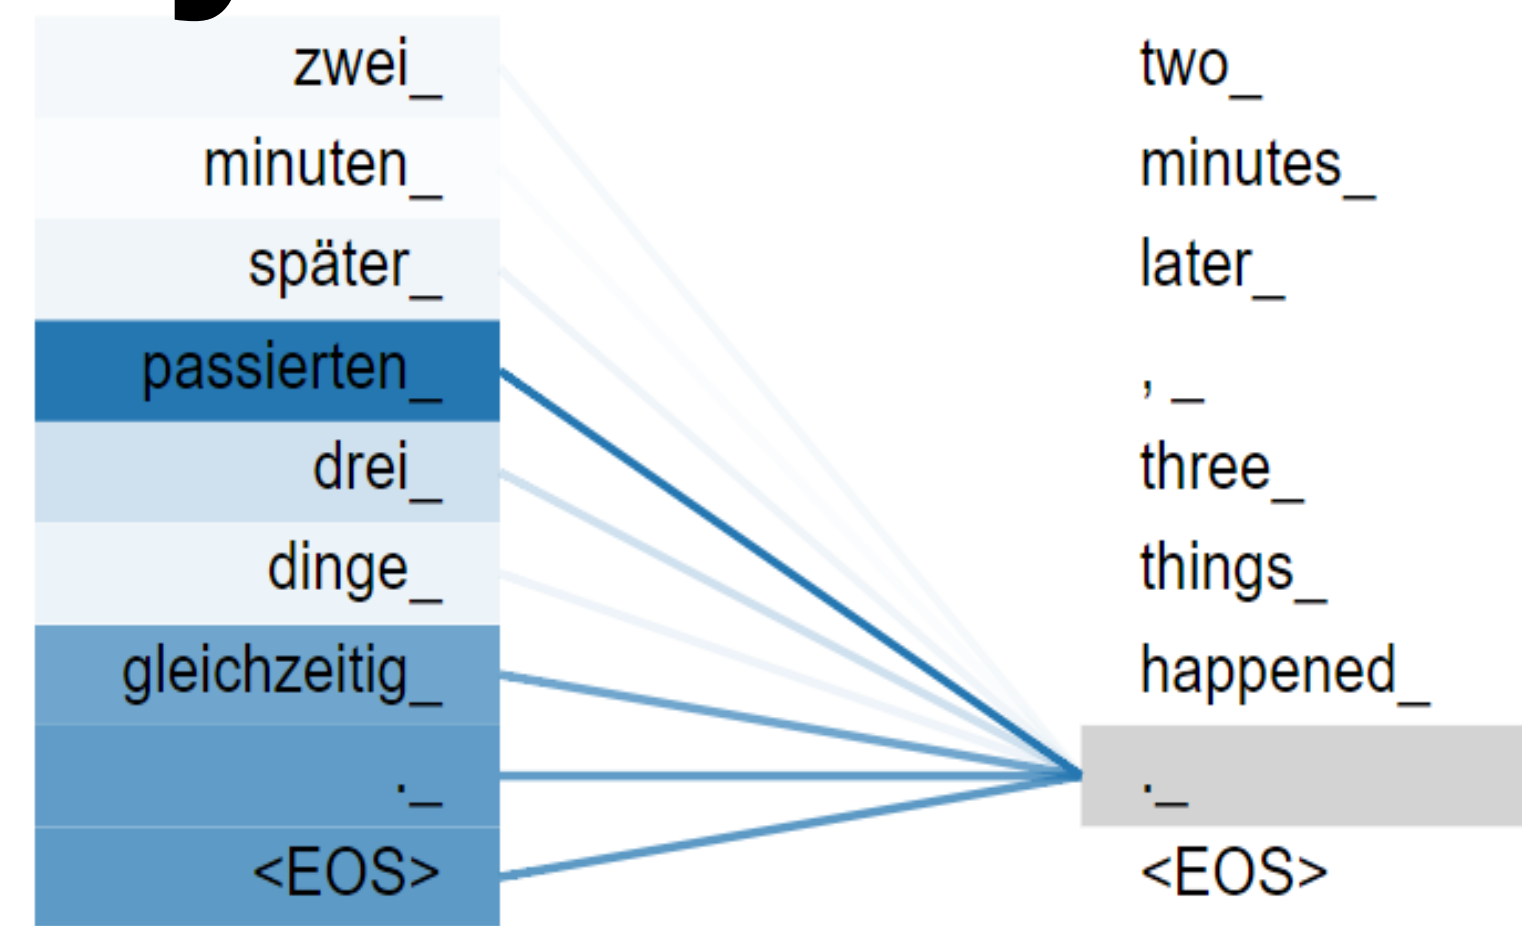 zwei_ two_
minuten_ minutes_
später_ later_
passierten_ , _
drei_ three_
dinge_ things_
gleichzeitig_ happened_
._ ._
<EOS> <EOS>